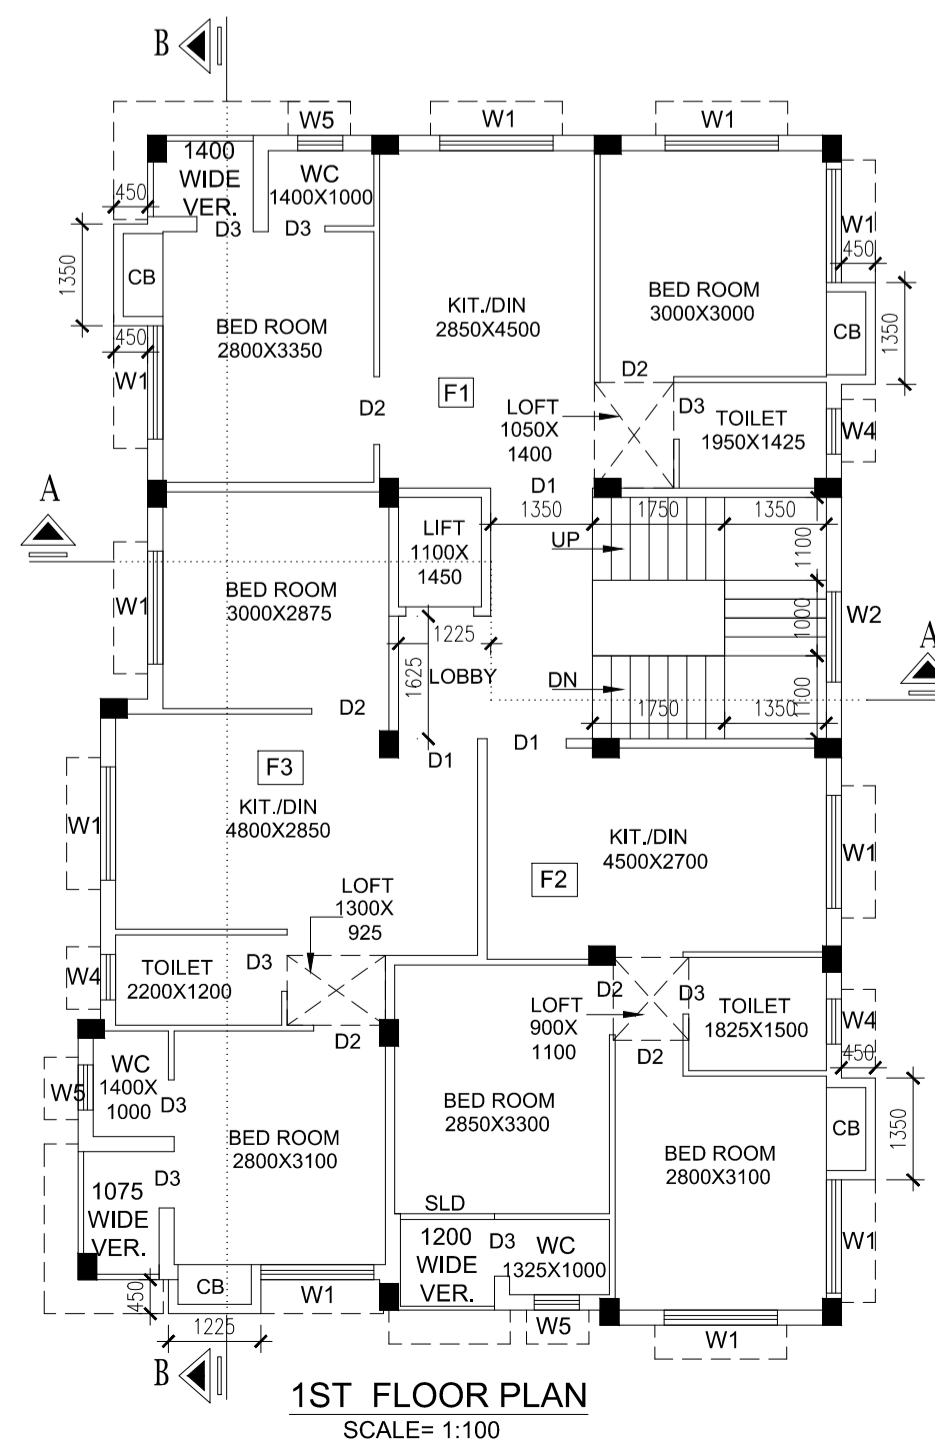 B
W5
W1
W1
1400
WIDE
VER.
WC
1400X1000
450
D3
D3
W1
450
1350
CB
BED ROOM
2800X3350
KIT./DIN
2850X4500
BED ROOM
3000X3000
CB
1350
450
W1
D2
F1
D2
LOFT
1050X
1400
D3
TOILET
1950X1425
W4
D1
A
1350
1750
1350
LIFT
1100X
1450
UP
1100
BED ROOM
3000X2875
W1
1000
W2
1225
1625
LOBBY
A
DN
1750
1350
1100
D2
D1
D1
F3
KIT./DIN
4800X2850
W1
KIT./DIN
4500X2700
W1
F2
LOFT
1300X
925
TOILET
2200X1200
D3
W4
D2
D3
LOFT
900X
1100
TOILET
1825X1500
W4
D2
D2
450
WC
1400X
1000
W5
D3
BED ROOM
2800X3100
BED ROOM
2850X3300
BED ROOM
2800X3100
CB
1350
D3
1075
WIDE
VER.
SLD
1200
WIDE
VER.
D3
WC
1325X1000
W1
450
CB
W1
1225
W5
W1
B
1ST FLOOR PLAN
SCALE= 1:100